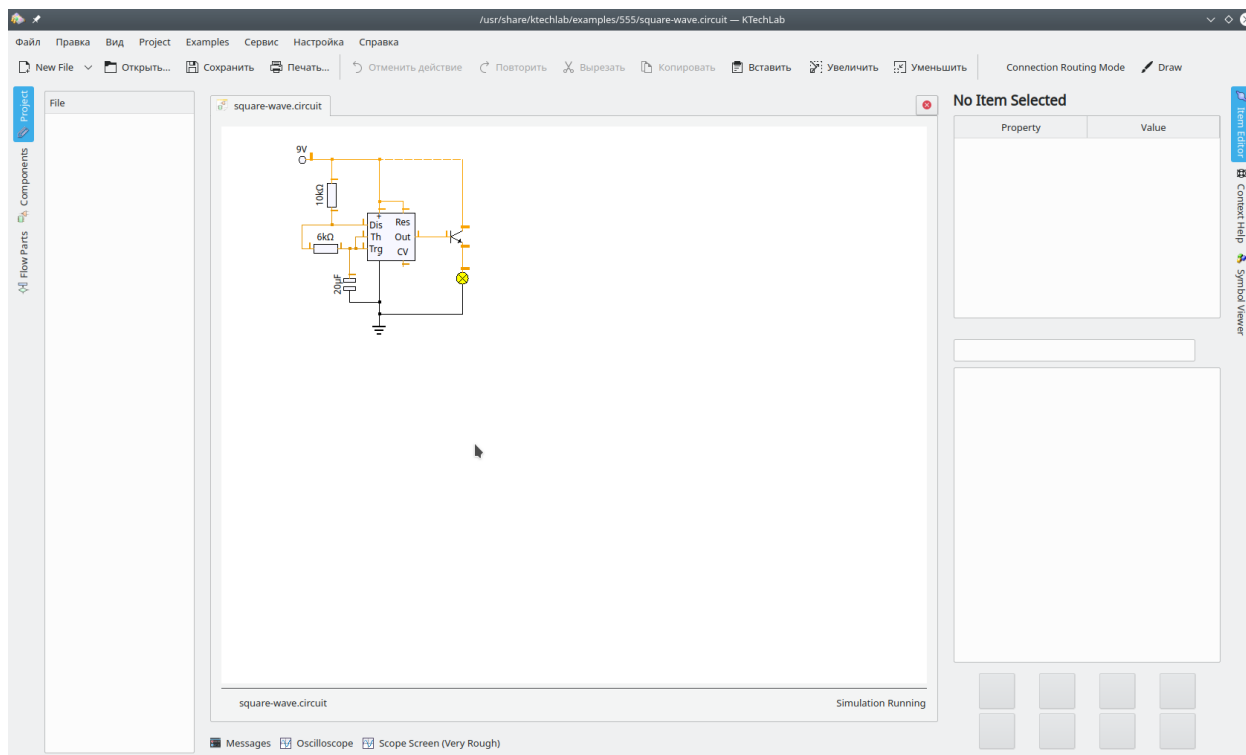 /usr/share/ktechlab/examples/555/square-wave.circuit — KTechLab
Файл Правка Вид Project Examples Сервис Настройка Справка
New File Открыть... Сохранить Печать... Отменить действие Повторить Вырезать Копировать Вставить Увеличить Уменьшить Connection Routing Mode Draw
Project
Components
Flow Parts
File
square-wave.circuit
9V
10kΩ
6kΩ
20µF
+
Dis Res
Th Out
Trg CV
-
square-wave.circuit Simulation Running
Messages Oscilloscope Scope Screen (Very Rough)
No Item Selected
Property Value
Item Editor
Context Help
Symbol Viewer